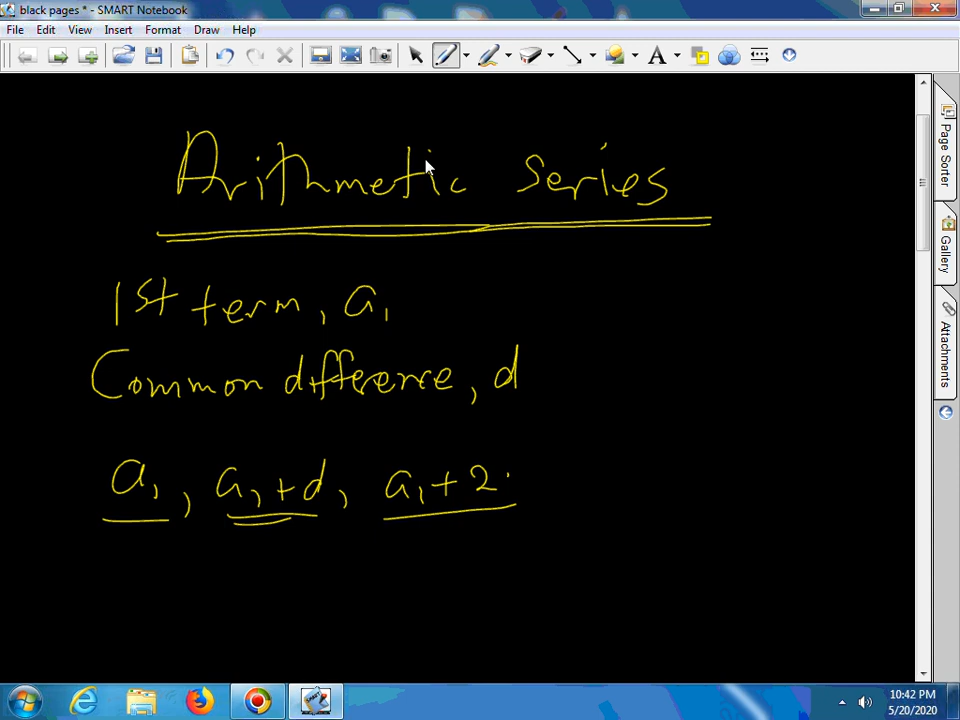 black pages * - SMART Notebook
File Edit View Insert Format Draw Help
Arithmetic Series
1st term, a₁
Common difference, d
a₁, a₁+d, a₁+2
Page Sorter
Gallery
Attachments
10:42 PM
5/20/2020